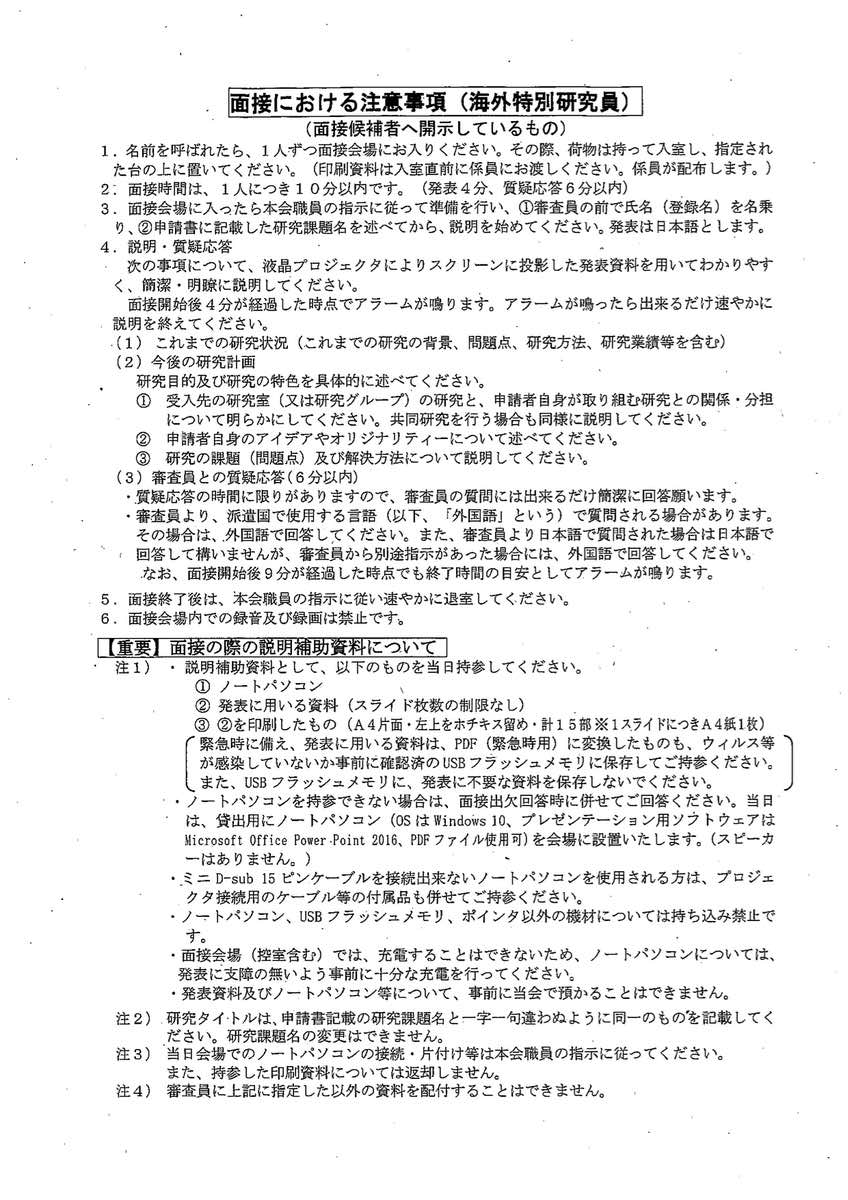 面接における注意事項（海外特別研究員）
（面接候補者へ開示しているもの）
１．名前を呼ばれたら、１人ずつ面接会場にお入りください。その際、荷物は持って入室し、指定され
た台の上に置いてください。（印刷資料は入室直前に係員にお渡しください。係員が配布します。）
２．面接時間は、１人につき１０分以内です。（発表４分、質疑応答６分以内）
３．面接会場に入ったら本会職員の指示に従って準備を行い、①審査員の前で氏名（登録名）を名乗
り、②申請書に記載した研究課題名を述べてから、説明を始めてください。発表は日本語とします。
４．説明・質疑応答
次の事項について、液晶プロジェクタによりスクリーンに投影した発表資料を用いてわかりやす
く、簡潔・明瞭に説明してください。
面接開始後４分が経過した時点でアラームが鳴ります。アラームが鳴ったら出来るだけ速やかに
説明を終えてください。
（１） これまでの研究状況（これまでの研究の背景、問題点、研究方法、研究業績等を含む）
（２）今後の研究計画
研究目的及び研究の特色を具体的に述べてください。
① 受入先の研究室（又は研究グループ）の研究と、申請者自身が取り組む研究との関係・分担
について明らかにしてください。共同研究を行う場合も同様に説明してください。
② 申請者自身のアイデアやオリジナリティーについて述べてください。
③ 研究の課題（問題点）及び解決方法について説明してください。
（３）審査員との質疑応答（６分以内）
・質疑応答の時間に限りがありますので、審査員の質問には出来るだけ簡潔に回答願います。
・審査員より、派遣国で使用する言語（以下、「外国語」という）で質問される場合があります。
その場合は、外国語で回答してください。また、審査員より日本語で質問された場合は日本語で
回答して構いませんが、審査員から別途指示があった場合には、外国語で回答してください。
なお、面接開始後９分が経過した時点でも終了時間の目安としてアラームが鳴ります。
５．面接終了後は、本会職員の指示に従い速やかに退室してください。
６．面接会場内での録音及び録画は禁止です。
【重要】面接の際の説明補助資料について
注１） ・説明補助資料として、以下のものを当日持参してください。
① ノートパソコン
② 発表に用いる資料（スライド枚数の制限なし）
③ ②を印刷したもの（Ａ４片面・左上をホチキス留め・計１５部 ※１スライドにつきＡ４紙１枚）
緊急時に備え、発表に用いる資料は、PDF（緊急時用）に変換したものも、ウィルス等
が感染していないか事前に確認済のUSBフラッシュメモリに保存してご持参ください。
また、USBフラッシュメモリに、発表に不要な資料を保存しないでください。
・ノートパソコンを持参できない場合は、面接出欠回答時に併せてご回答ください。当日
は、貸出用にノートパソコン（OSはWindows 10、プレゼンテーション用ソフトウェアは
Microsoft Office Power Point 2016、PDFファイル使用可）を会場に設置いたします。（スピーカ
ーはありません。）
・ミニ D-sub 15 ピンケーブルを接続出来ないノートパソコンを使用される方は、プロジェ
クタ接続用のケーブル等の付属品も併せてご持参ください。
・ノートパソコン、USBフラッシュメモリ、ポインタ以外の機材については持ち込み禁止で
す。
・面接会場（控室含む）では、充電することはできないため、ノートパソコンについては、
発表に支障の無いよう事前に十分な充電を行ってください。
・発表資料及びノートパソコン等について、事前に当会で預かることはできません。
注２） 研究タイトルは、申請書記載の研究課題名と一字一句違わぬように同一のものを記載してく
ださい。研究課題名の変更はできません。
注３） 当日会場でのノートパソコンの接続・片付け等は本会職員の指示に従ってください。
また、持参した印刷資料については返却しません。
注４） 審査員に上記に指定した以外の資料を配付することはできません。